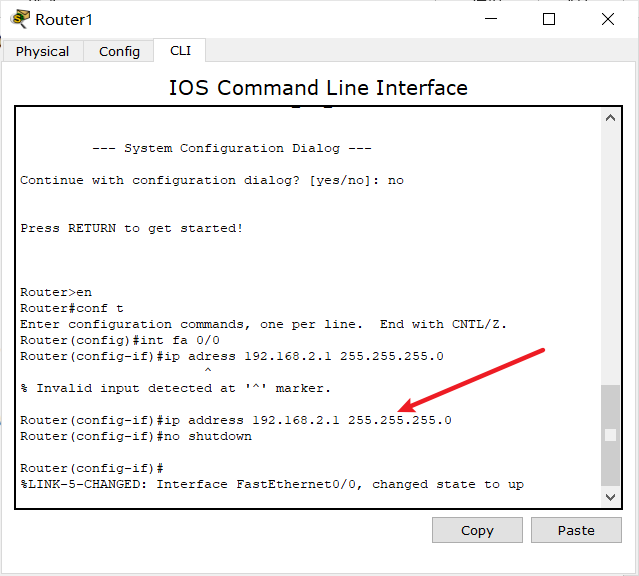 Router1
Physical Config CLI
IOS Command Line Interface
--- System Configuration Dialog ---
Continue with configuration dialog? [yes/no]: no
Press RETURN to get started!
Router>en
Router#conf t
Enter configuration commands, one per line.  End with CNTL/Z.
Router(config)#int fa 0/0
Router(config-if)#ip adress 192.168.2.1 255.255.255.0
^
% Invalid input detected at '^' marker.
Router(config-if)#ip address 192.168.2.1 255.255.255.0
Router(config-if)#no shutdown
Router(config-if)#
%LINK-5-CHANGED: Interface FastEthernet0/0, changed state to up
Copy Paste